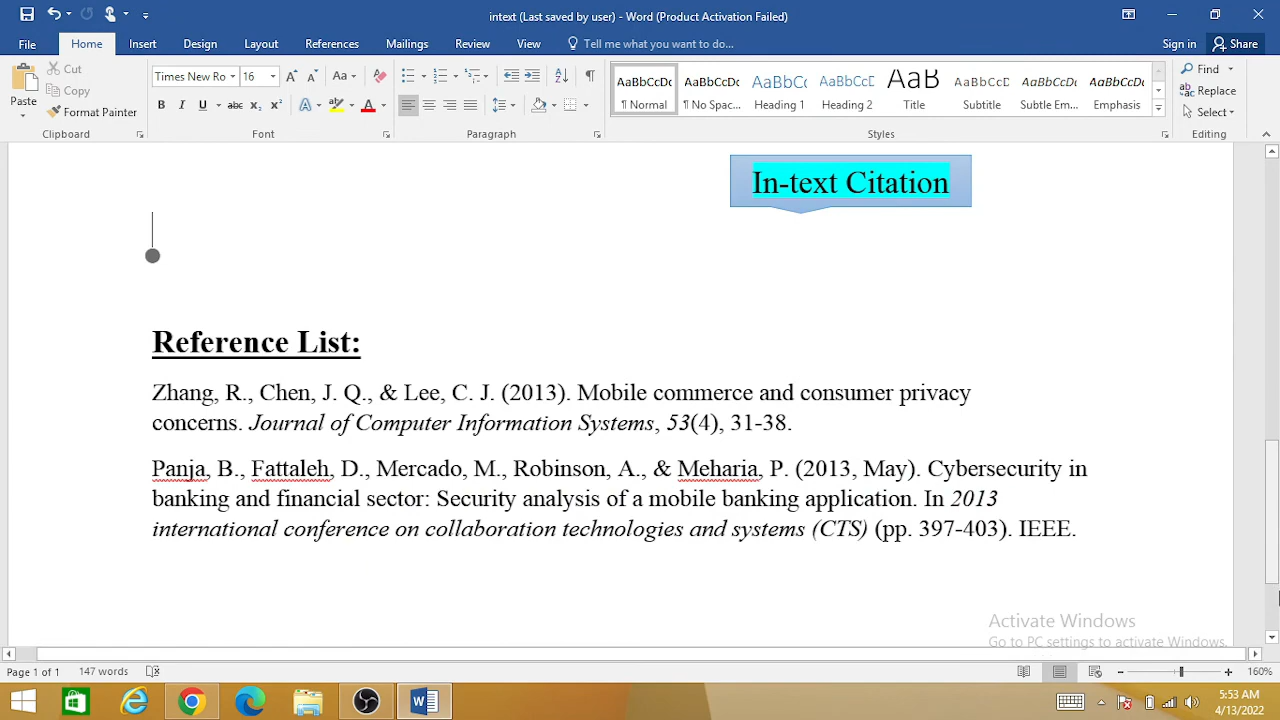 intext (Last saved by user) - Word (Product Activation Failed)
File Home Insert Design Layout References Mailings Review View Tell me what you want to do... Sign in Share
Paste Cut Copy Format Painter Clipboard
Times New Ro 16 Aa
B I U abc x₂ x² A A Font
Paragraph
AaBbCcDc AaBbCcDc AaBbCc AaBbCcC AaB AaBbCcD AaBbCcDc AaBbCcDc
¶ Normal ¶ No Spac... Heading 1 Heading 2 Title Subtitle Subtle Em... Emphasis
Styles
Find Replace Select Editing
In-text Citation
Reference List:
Zhang, R., Chen, J. Q., & Lee, C. J. (2013). Mobile commerce and consumer privacy
concerns. Journal of Computer Information Systems, 53(4), 31-38.
Panja, B., Fattaleh, D., Mercado, M., Robinson, A., & Meharia, P. (2013, May). Cybersecurity in
banking and financial sector: Security analysis of a mobile banking application. In 2013
international conference on collaboration technologies and systems (CTS) (pp. 397-403). IEEE.
Activate Windows
Go to PC settings to activate Windows.
Page 1 of 1 147 words 160%
5:53 AM
4/13/2022